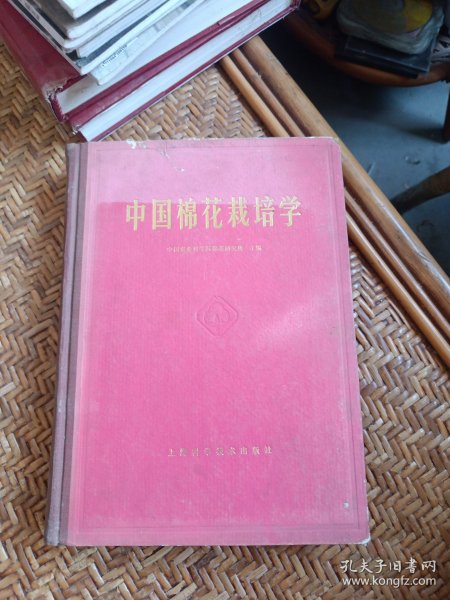 中国棉花栽培学
中国农业科学院棉花研究所 主编
上海科学技术出版社
孔夫子旧书网
www.kongfz.com